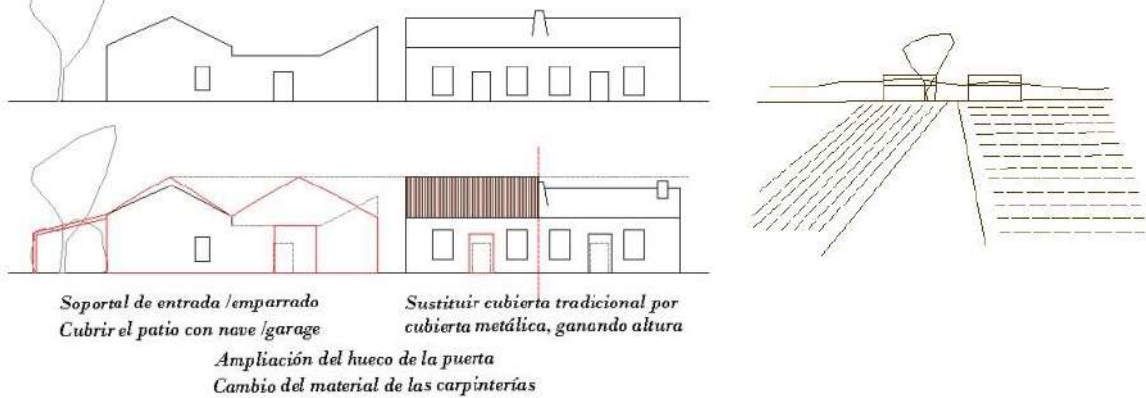 Soportal de entrada /emparrado
Cubrir el patio con nave /garage
Sustituir cubierta tradicional por
cubierta metálica, ganando altura
Ampliación del hueco de la puerta
Cambio del material de las carpinterías